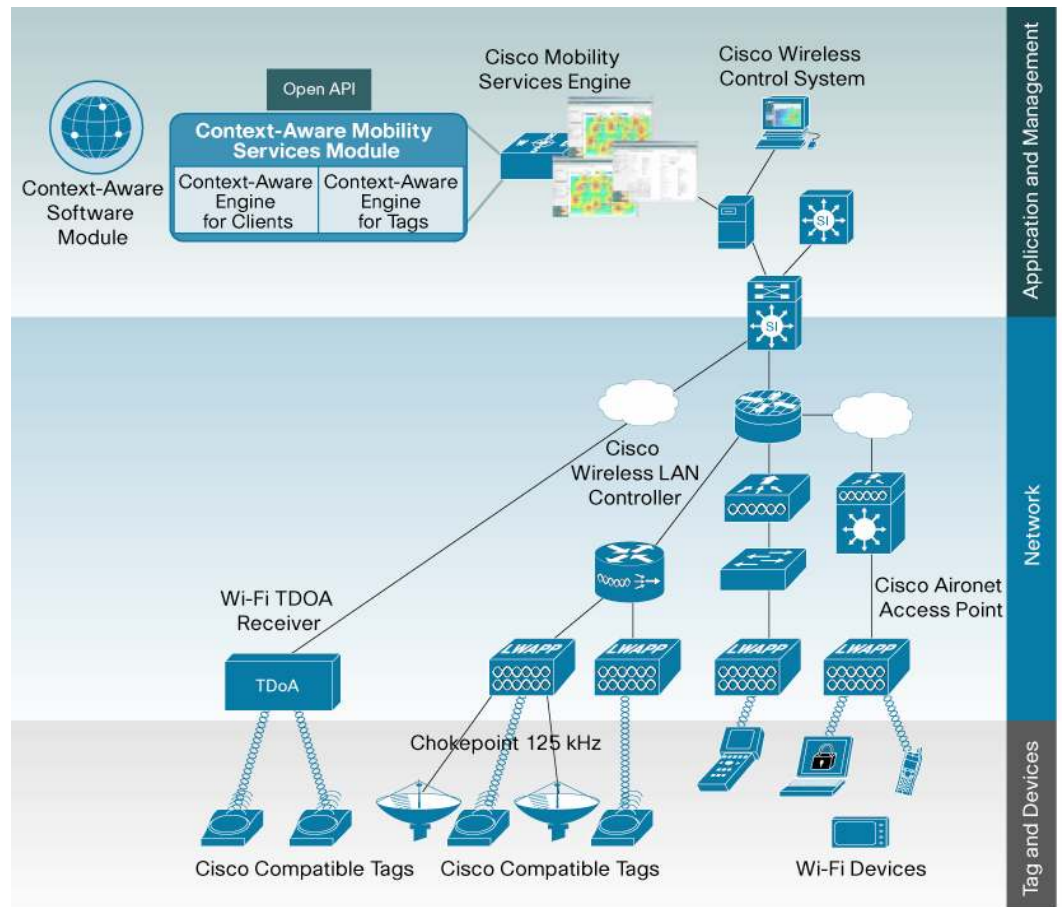 Cisco Mobility
Services Engine
Cisco Wireless
Control System
Open API
Context-Aware Mobility
Services Module
Context-Aware
Engine
for Clients
Context-Aware
Engine
for Tags
Context-Aware
Software
Module
SI
SI
Application and Management
Cisco
Wireless LAN
Controller
Cisco Aironet
Access Point
Wi-Fi TDOA
Receiver
TDoA
LWAPP
LWAPP
LWAPP
LWAPP
Network
Chokepoint 125 kHz
Cisco Compatible Tags
Cisco Compatible Tags
Wi-Fi Devices
Tag and Devices